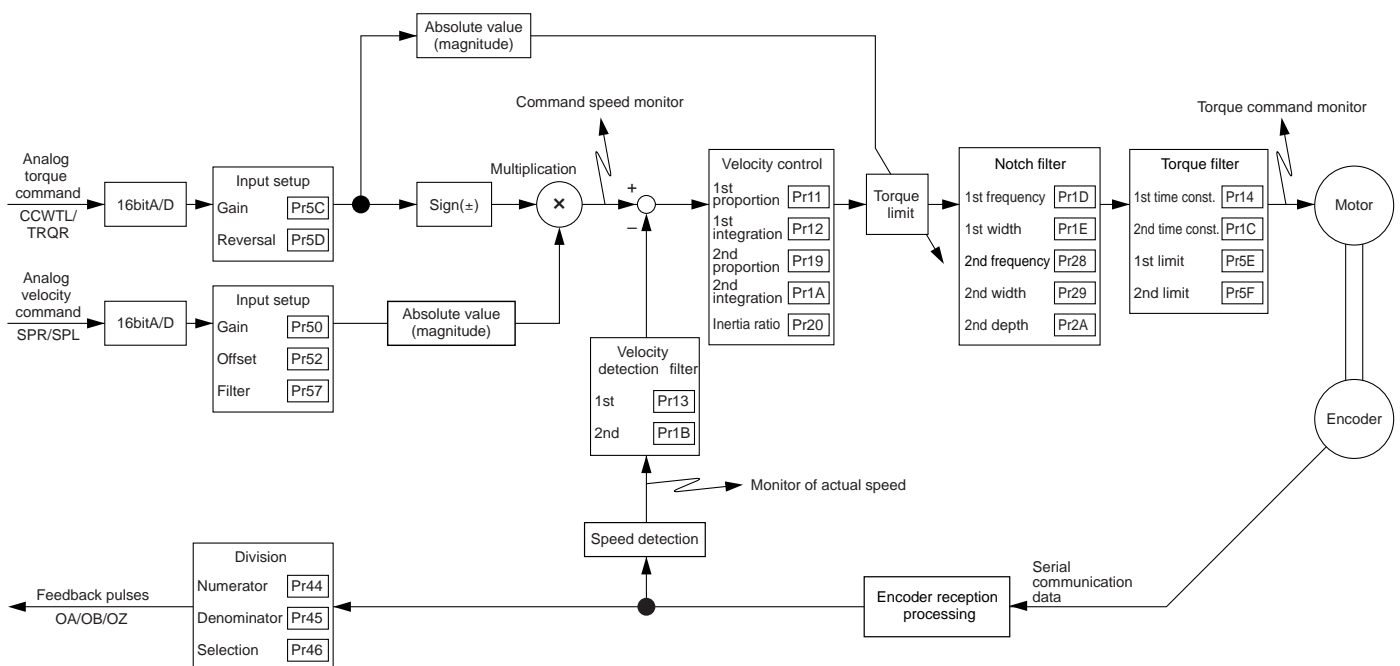 Absolute value
(magnitude)
Command speed monitor
Torque command monitor
Analog
torque
command
CCWTL/
TRQR
16bitA/D
Input setup
Gain Pr5C
Reversal Pr5D
Sign(±)
Multiplication
×
+
−
Velocity control
1st
proportion Pr11
1st
integration Pr12
2nd
proportion Pr19
2nd
integration Pr1A
Inertia ratio Pr20
Torque
limit
Notch filter
1st frequency Pr1D
1st width Pr1E
2nd frequency Pr28
2nd width Pr29
2nd depth Pr2A
Torque filter
1st time const. Pr14
2nd time const. Pr1C
1st limit Pr5E
2nd limit Pr5F
Motor
Analog
velocity
command
SPR/SPL
16bitA/D
Input setup
Gain Pr50
Offset Pr52
Filter Pr57
Absolute value
(magnitude)
Velocity
detection filter
1st Pr13
2nd Pr1B
Encoder
Monitor of actual speed
Speed detection
Feedback pulses
OA/OB/OZ
Division
Numerator Pr44
Denominator Pr45
Selection Pr46
Encoder reception
processing
Serial
communication
data